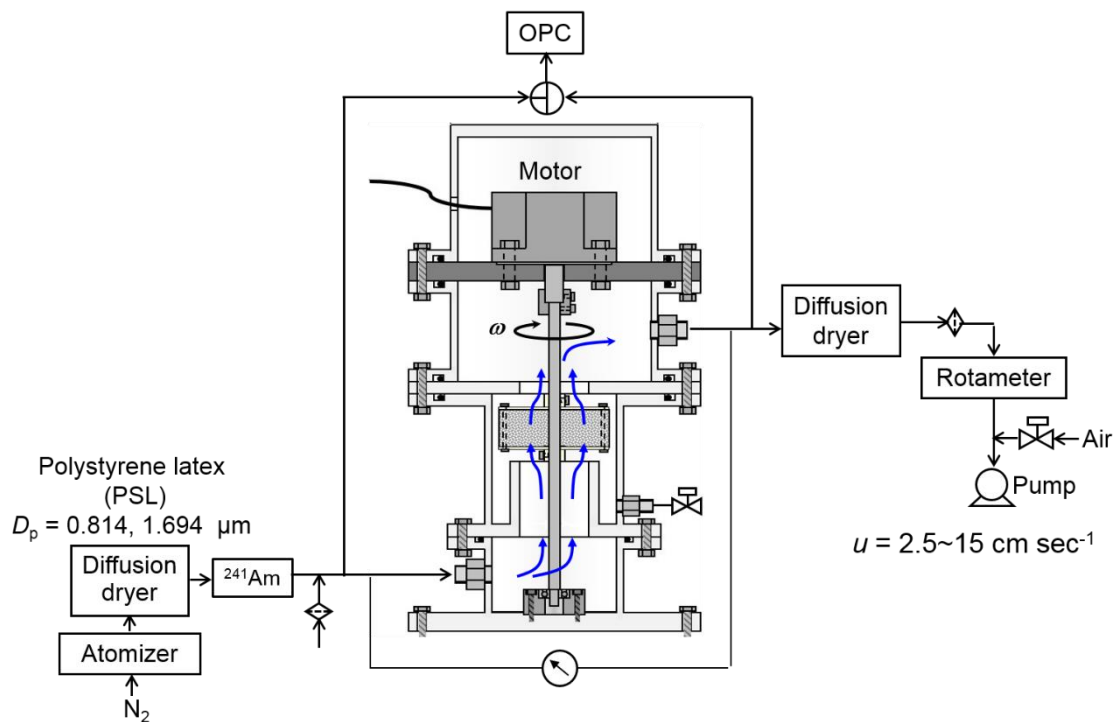 OPC
Motor
ω
Diffusion
dryer
Rotameter
Air
Pump
u = 2.5~15 cm sec⁻¹
Polystyrene latex
(PSL)
Dₚ = 0.814, 1.694 μm
Diffusion
dryer
²⁴¹Am
Atomizer
N₂